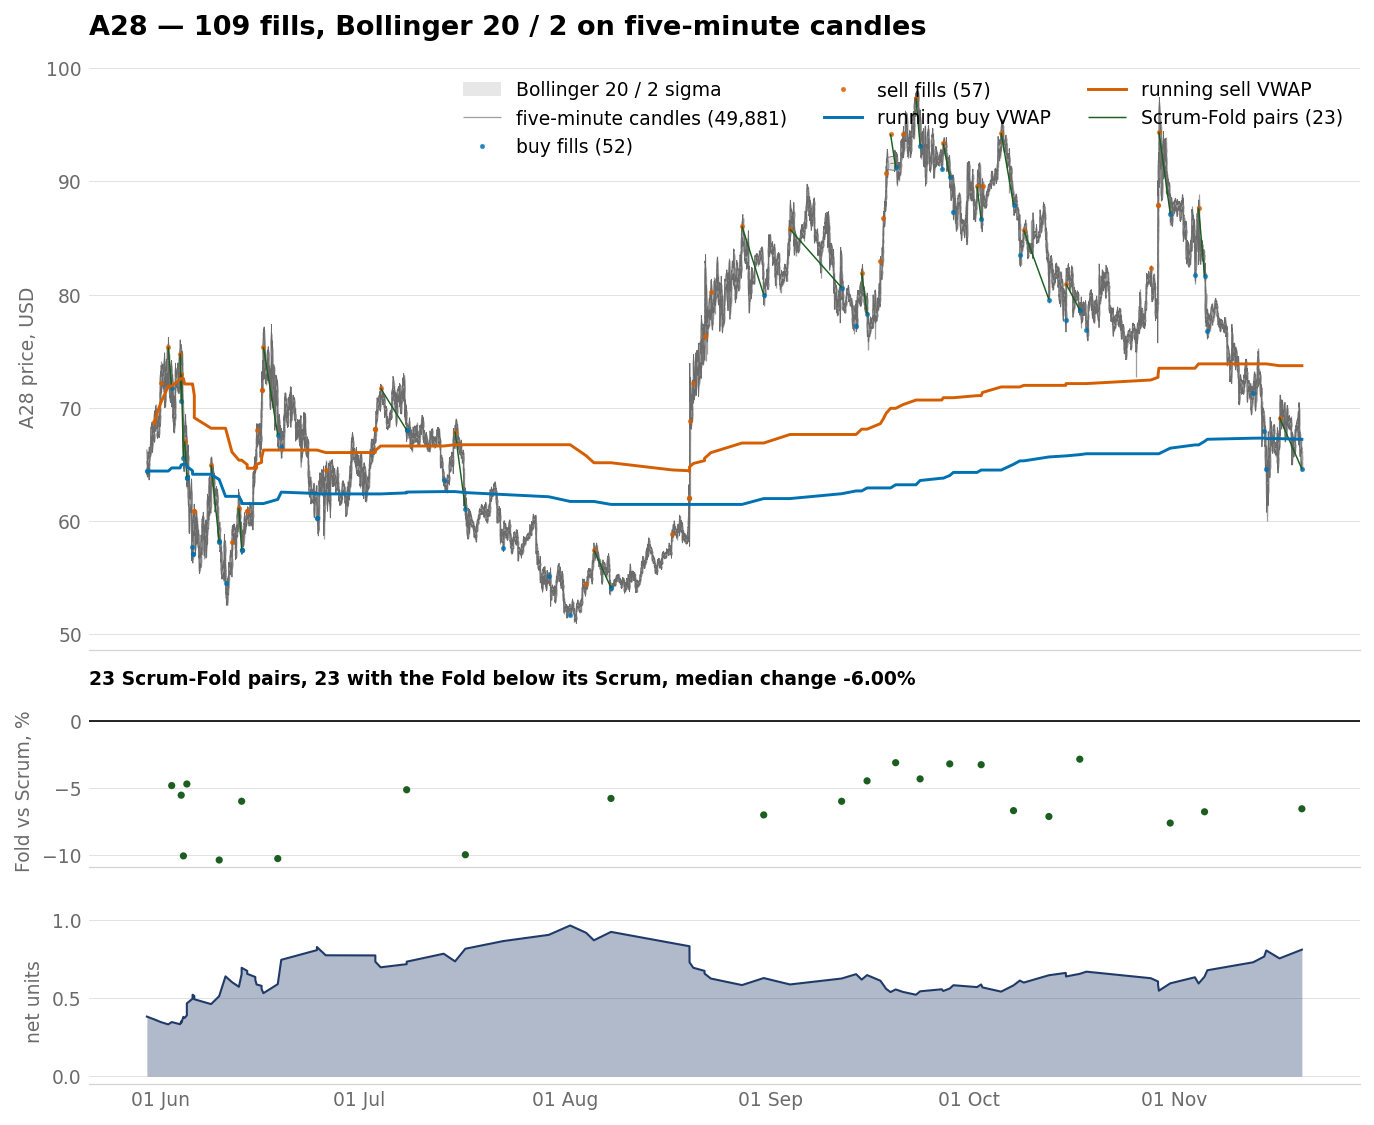 A28 — 109 fills, Bollinger 20 / 2 on five-minute candles
100
90
80
70
60
50
A28 price, USD
Bollinger 20 / 2 sigma
five-minute candles (49,881)
buy fills (52)
sell fills (57)
running buy VWAP
running sell VWAP
Scrum-Fold pairs (23)
23 Scrum-Fold pairs, 23 with the Fold below its Scrum, median change -6.00%
0
−5
−10
Fold vs Scrum, %
1.0
0.5
0.0
net units
01 Jun
01 Jul
01 Aug
01 Sep
01 Oct
01 Nov